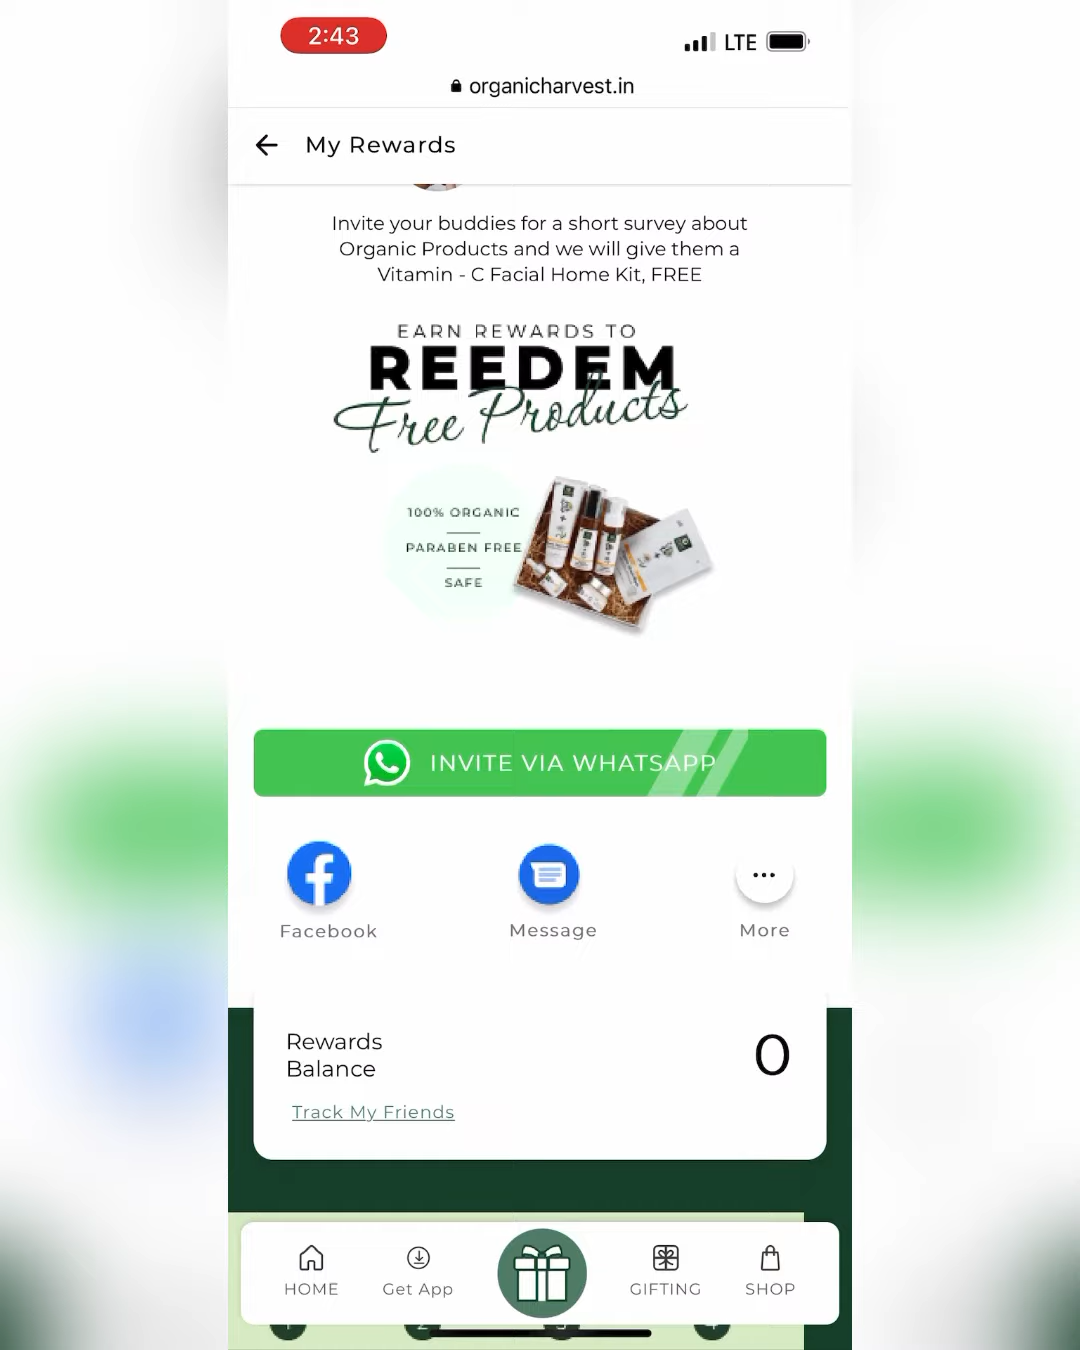 2:43
LTE
organicharvest.in
My Rewards
Invite your buddies for a short survey about
Organic Products and we will give them a
Vitamin - C Facial Home Kit, FREE
EARN REWARDS TO
REEDEM
Free Products
100% ORGANIC
PARABEN FREE
SAFE
INVITE VIA WHATSAPP
Facebook
Message
More
Rewards
Balance
0
Track My Friends
HOME
Get App
GIFTING
SHOP